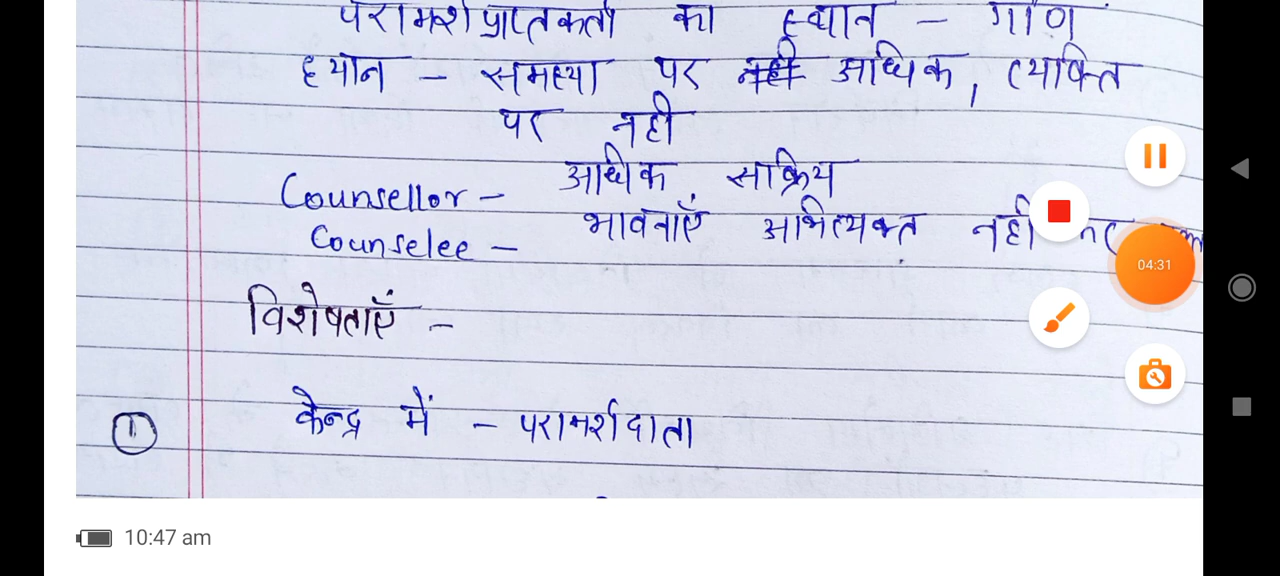 परामर्शप्राप्तकर्ता का स्थान - गौण
ध्यान - समस्या पर अधिक, व्यक्ति
पर नही
Counsellor - अधिक सक्रिय
Counselee - भावनाएँ अभिव्यक्त नही
04:31
विशेषताएँ -
① केन्द्र में - परामर्शदाता
10:47 am